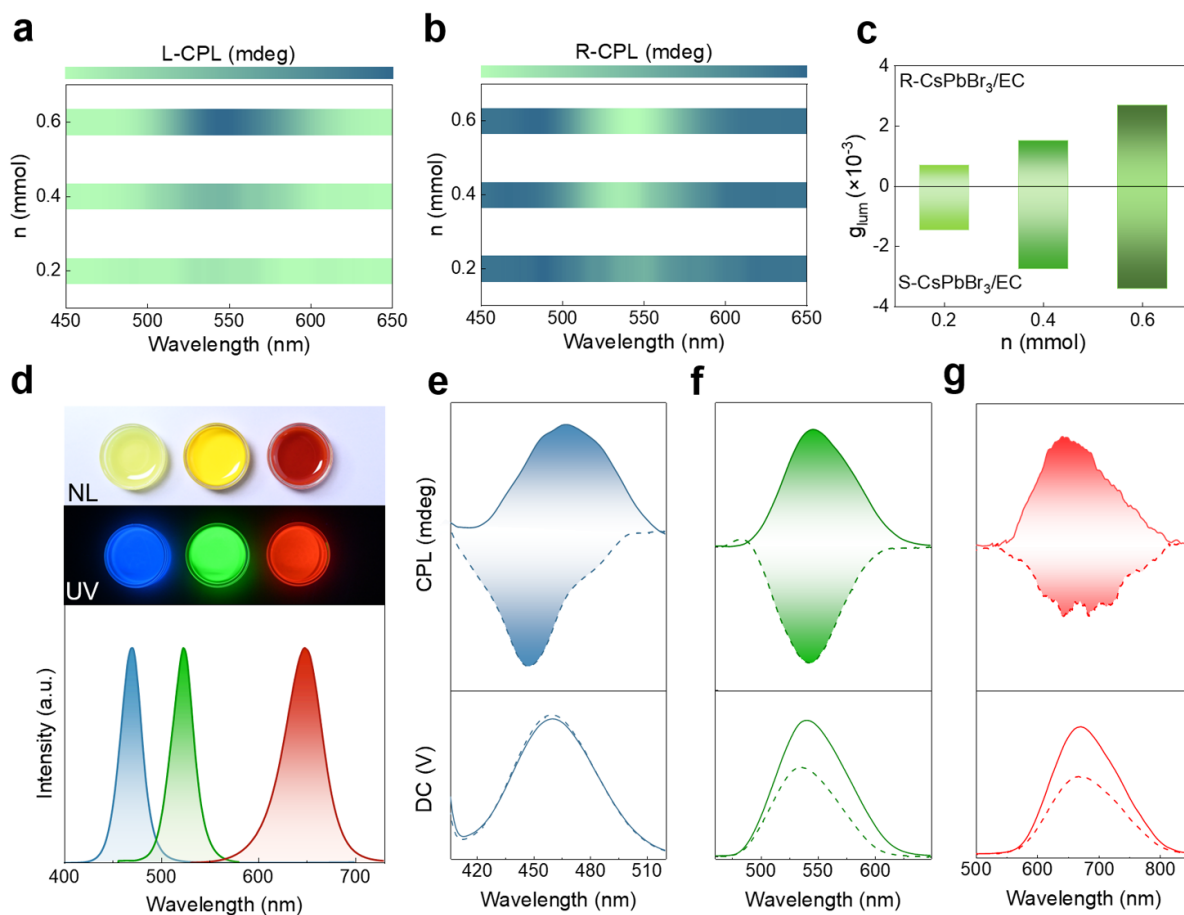 a
L-CPL (mdeg)
n (mmol)
0.6
0.4
0.2
450 500 550 600 650
Wavelength (nm)
b
R-CPL (mdeg)
n (mmol)
0.6
0.4
0.2
450 500 550 600 650
Wavelength (nm)
c
g_lum (×10⁻³)
4
2
0
-2
-4
R-CsPbBr₃/EC
S-CsPbBr₃/EC
0.2 0.4 0.6
n (mmol)
d
NL
UV
Intensity (a.u.)
400 500 600 700
Wavelength (nm)
e
CPL (mdeg)
DC (V)
420 450 480 510
Wavelength (nm)
f
500 550 600
Wavelength (nm)
g
500 600 700 800
Wavelength (nm)